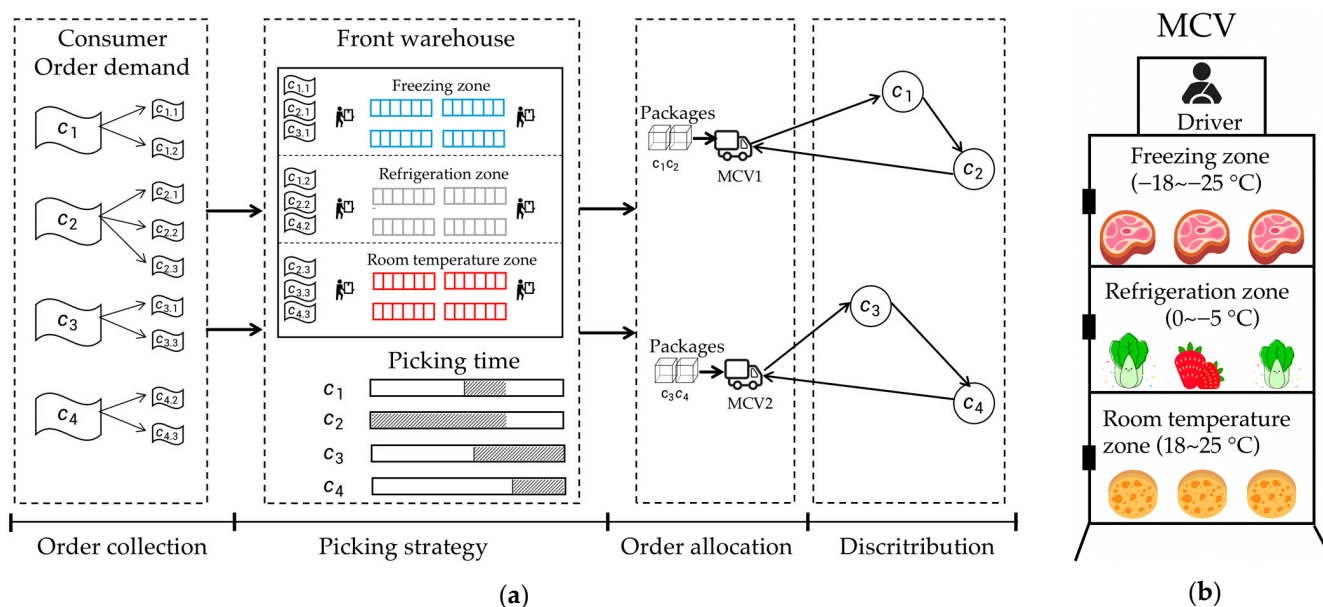 Consumer
Order demand
c1
c1.1
c1.2
c2
c2.1
c2.2
c2.3
c3
c3.1
c3.3
c4
c4.2
c4.3
Front warehouse
c1.1
c2.1
c3.1
Freezing zone
c1.2
c2.2
c4.2
Refrigeration zone
c2.3
c3.3
c4.3
Room temperature zone
Picking time
c1
c2
c3
c4
Packages
c1c2
MCV1
c1
c2
Packages
c3c4
MCV2
c3
c4
Order collection
Picking strategy
Order allocation
Discritribution
(a)
MCV
Driver
Freezing zone
(−18~−25 °C)
Refrigeration zone
(0~−5 °C)
Room temperature
zone (18~25 °C)
(b)